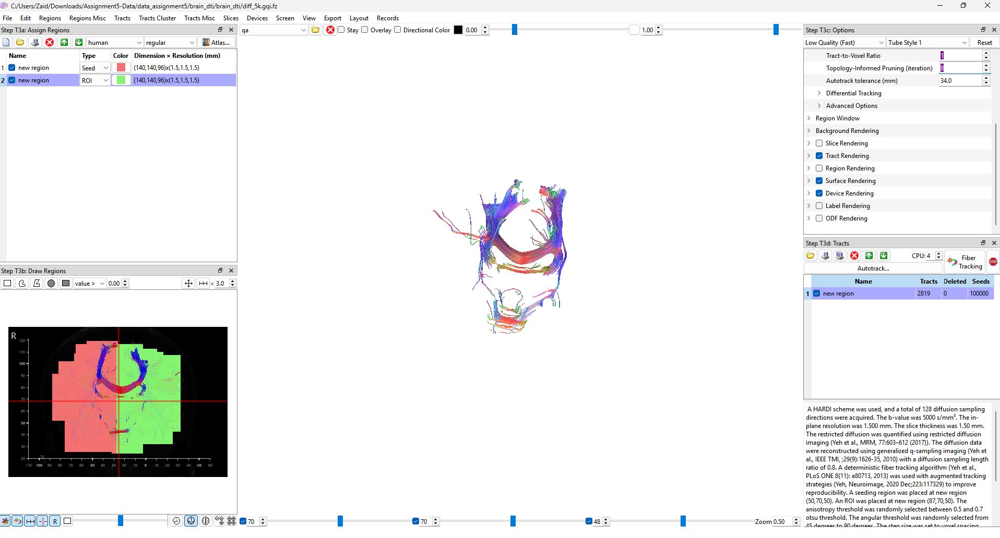 C:/Users/Zaid/Downloads/Assignment5-Data/data_assignment5/brain_dti/brain_dti/diff_5k.gqi.fz
File Edit Regions Regions Misc Tracts Tracts Cluster Tracts Misc Slices Devices Screen View Export Layout Records
Step T3a: Assign Regions
human regular Atlas...
Name Type Color Dimension × Resolution (mm)
1 new region Seed (140,140,96)x(1.5,1.5,1.5)
2 new region ROI (140,140,96)x(1.5,1.5,1.5)
Step T3b: Draw Regions
value > 0.00 × 3.0
R
120
110
100
90
80
70
60
50
40
30
20
110 100 90 80 70 60 50 40 30 20 10 0 -10 -20 -30 -40 -50 -60
R
qa Stay Overlay Directional Color 0.00 1.00
70 70 48 Zoom 0.50
Step T3c: Options
Low Quality (Fast) Tube Style 1 Reset
Tract-to-Voxel Ratio 1
Topology-Informed Pruning (iteration) 8
Autotrack tolerance (mm) 34.0
Differential Tracking
Advanced Options
Region Window
Background Rendering
Slice Rendering
Tract Rendering
Region Rendering
Surface Rendering
Device Rendering
Label Rendering
ODF Rendering
Step T3d: Tracts
CPU: 4 Fiber Tracking STOP
Autotrack...
Name Tracts Deleted Seeds
1 new region 2819 0 100000
A HARDI scheme was used, and a total of 128 diffusion sampling
directions were acquired. The b-value was 5000 s/mm². The in-
plane resolution was 1.500 mm. The slice thickness was 1.50 mm.
The restricted diffusion was quantified using restricted diffusion
imaging (Yeh et al., MRM, 77:603–612 (2017)). The diffusion data
were reconstructed using generalized q-sampling imaging (Yeh et
al., IEEE TMI, ;29(9):1626-35, 2010) with a diffusion sampling length
ratio of 0.8. A deterministic fiber tracking algorithm (Yeh et al.,
PLoS ONE 8(11): e80713, 2013) was used with augmented tracking
strategies (Yeh, Neuroimage, 2020 Dec;223:117329) to improve
reproducibility. A seeding region was placed at new region
(50,70,50). An ROI was placed at new region (87,70,50). The
anisotropy threshold was randomly selected between 0.5 and 0.7
otsu threshold. The angular threshold was randomly selected from
45 degrees to 90 degrees. The step size was set to voxel spacing.